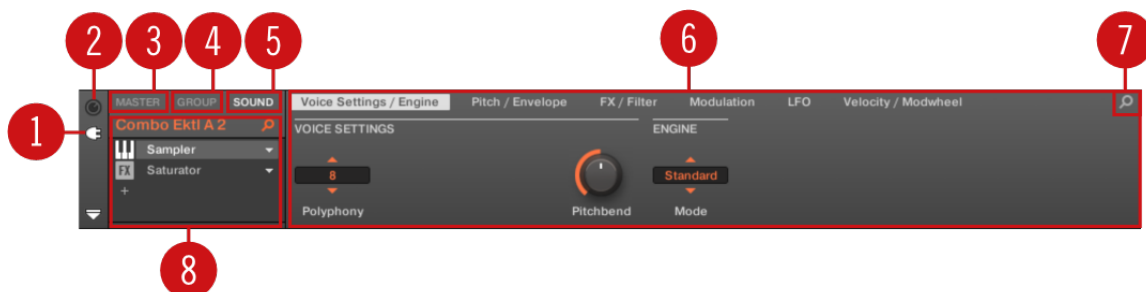 2 3 4 5 6 7
MASTER GROUP SOUND Voice Settings / Engine Pitch / Envelope FX / Filter Modulation LFO Velocity / Modwheel
1
Combo Ektl A 2 VOICE SETTINGS ENGINE
Sampler
FX Saturator 8 Standard
+
Polyphony Pitchbend Mode
8